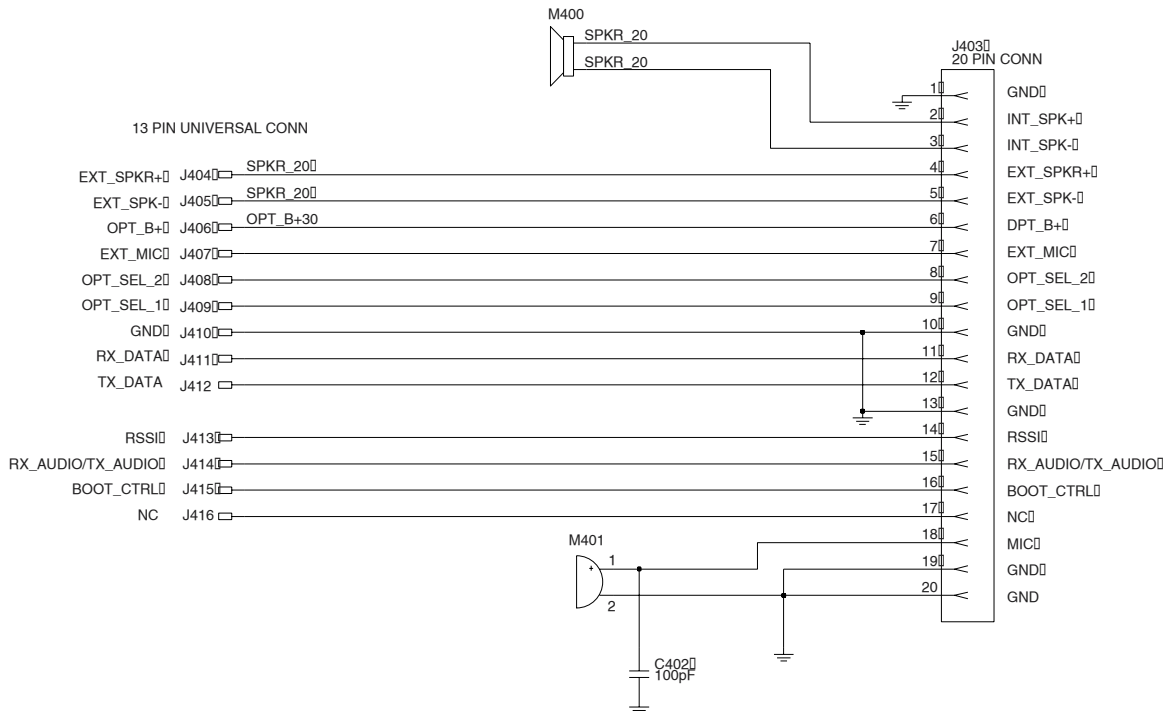 M400
SPKR_20
SPKR_20
J403
20 PIN CONN
13 PIN UNIVERSAL CONN
1 GND
2 INT_SPK+
3 INT_SPK-
EXT_SPKR+ J404 SPKR_20 4 EXT_SPKR+
EXT_SPK- J405 SPKR_20 5 EXT_SPK-
OPT_B+ J406 OPT_B+30 6 DPT_B+
EXT_MIC J407 7 EXT_MIC
OPT_SEL_2 J408 8 OPT_SEL_2
OPT_SEL_1 J409 9 OPT_SEL_1
GND J410 10 GND
RX_DATA J411 11 RX_DATA
TX_DATA J412 12 TX_DATA
13 GND
RSSI J413 14 RSSI
RX_AUDIO/TX_AUDIO J414 15 RX_AUDIO/TX_AUDIO
BOOT_CTRL J415 16 BOOT_CTRL
NC J416 17 NC
18 MIC
M401
+ 1
19 GND
2
20 GND
C402
100pF